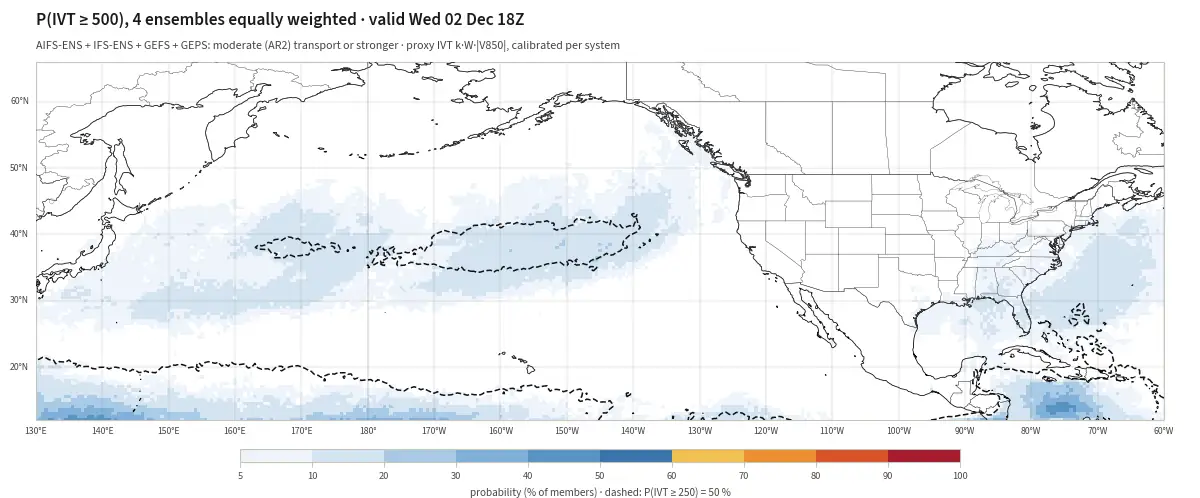 P(IVT ≥ 500), 4 ensembles equally weighted · valid Wed 02 Dec 18Z
AIFS-ENS + IFS-ENS + GEFS + GEPS: moderate (AR2) transport or stronger · proxy IVT k·W·|V850|, calibrated per system
60°N
50°N
40°N
30°N
20°N
130°E 140°E 150°E 160°E 170°E 180° 170°W 160°W 150°W 140°W 130°W 120°W 110°W 100°W 90°W 80°W 70°W 60°W
5 10 20 30 40 50 60 70 80 90 100
probability (% of members) · dashed: P(IVT ≥ 250) = 50 %